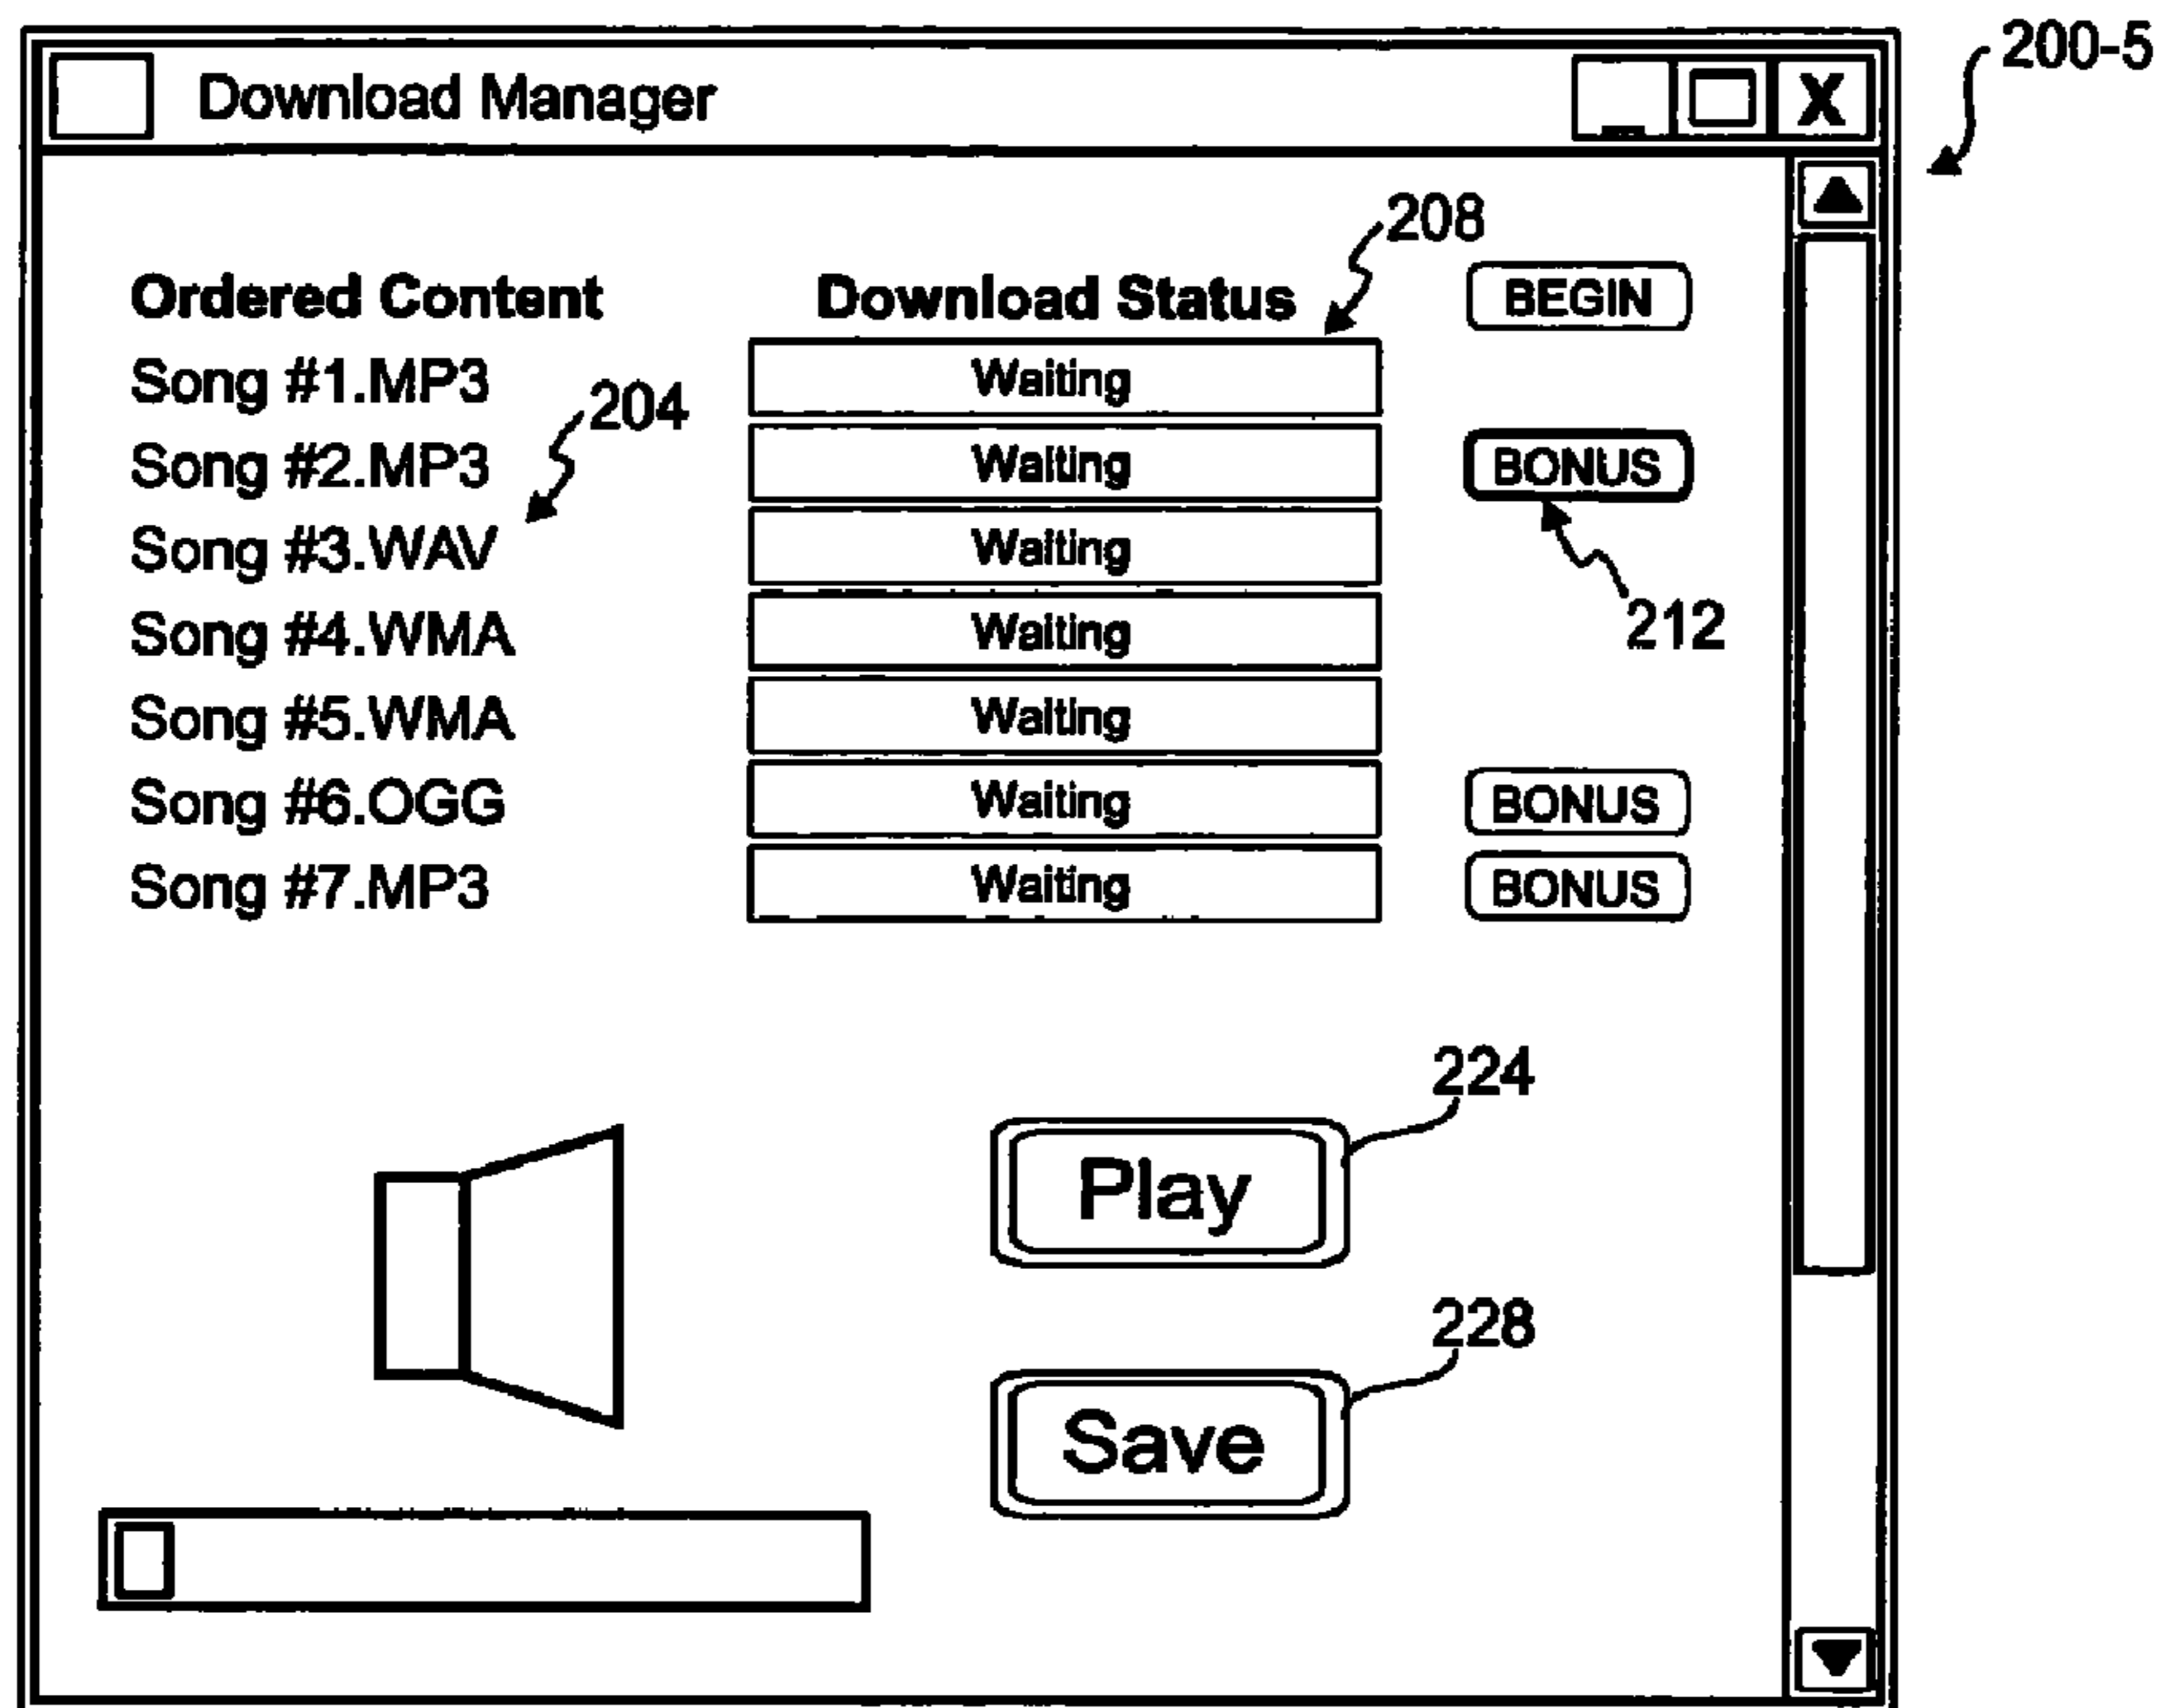 200-5
Download Manager X
208
Ordered Content Download Status BEGIN
Song #1.MP3 Waiting
204
Song #2.MP3 Waiting BONUS
Song #3.WAV Waiting
212
Song #4.WMA Waiting
Song #5.WMA Waiting
Song #6.OGG Waiting BONUS
Song #7.MP3 Waiting BONUS
224
Play
228
Save